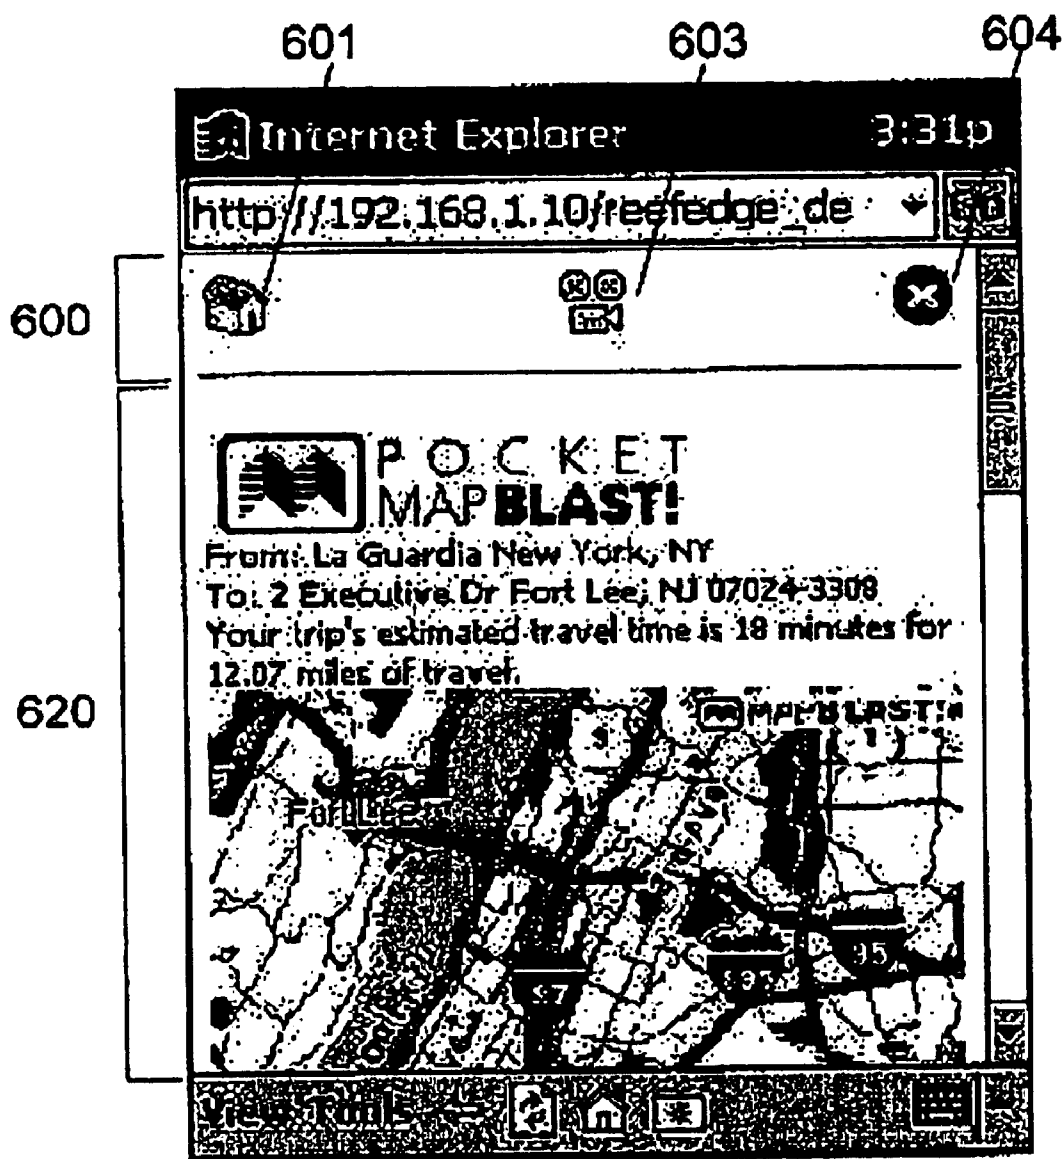 601 603 604
Internet Explorer 3:31p
http://192.168.1.10/reefedge_de
600
POCKET
MAPBLAST!
From: La Guardia New York, NY
To: 2 Executive Dr Fort Lee, NJ 07024-3308
Your trip's estimated travel time is 18 minutes for
12.07 miles of travel.
620
MAPBLAST!
Fort Lee
95
View Tools